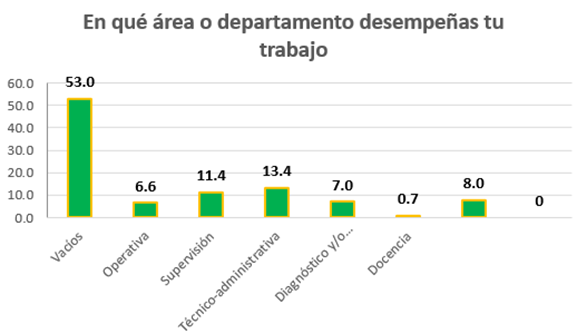 En qué área o departamento desempeñas tu
trabajo
60.0
50.0
40.0
30.0
20.0
10.0
0.0
53.0
6.6
11.4
13.4
7.0
0.7
8.0
0
Vacíos
Operativa
Supervisión
Técnico-administrativa
Diagnóstico y/o...
Docencia